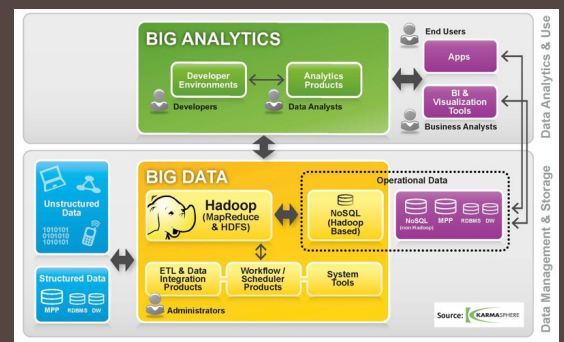 BIG ANALYTICS
Developer
Environments
Analytics
Products
Developers
Data Analysts
End Users
Apps
BI &
Visualization
Tools
Business Analysts
Data Analytics & Use
Unstructured
Data
1010101
0101010
1010101
Structured Data
MPP RDBMS DW
BIG DATA
Hadoop
(MapReduce
& HDFS)
ETL & Data
Integration
Products
Workflow /
Scheduler
Products
System
Tools
Administrators
Operational Data
NoSQL
(Hadoop
Based)
NoSQL MPP RDBMS DW
(non Hadoop)
Data Management & Storage
Source: KARMASPHERE